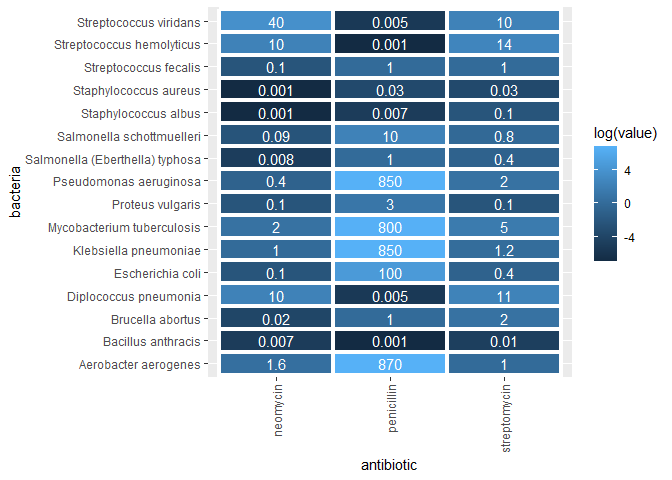 Streptococcus viridans 40 0.005 10
Streptococcus hemolyticus 10 0.001 14
Streptococcus fecalis 0.1 1 1
Staphylococcus aureus 0.001 0.03 0.03
Staphylococcus albus 0.001 0.007 0.1
Salmonella schottmuelleri 0.09 10 0.8
Salmonella (Eberthella) typhosa 0.008 1 0.4
Pseudomonas aeruginosa 0.4 850 2
Proteus vulgaris 0.1 3 0.1
Mycobacterium tuberculosis 2 800 5
Klebsiella pneumoniae 1 850 1.2
Escherichia coli 0.1 100 0.4
Diplococcus pneumonia 10 0.005 11
Brucella abortus 0.02 1 2
Bacillus anthracis 0.007 0.001 0.01
Aerobacter aerogenes 1.6 870 1
neomycin penicillin streptomycin
antibiotic
bacteria
log(value)
4
0
-4